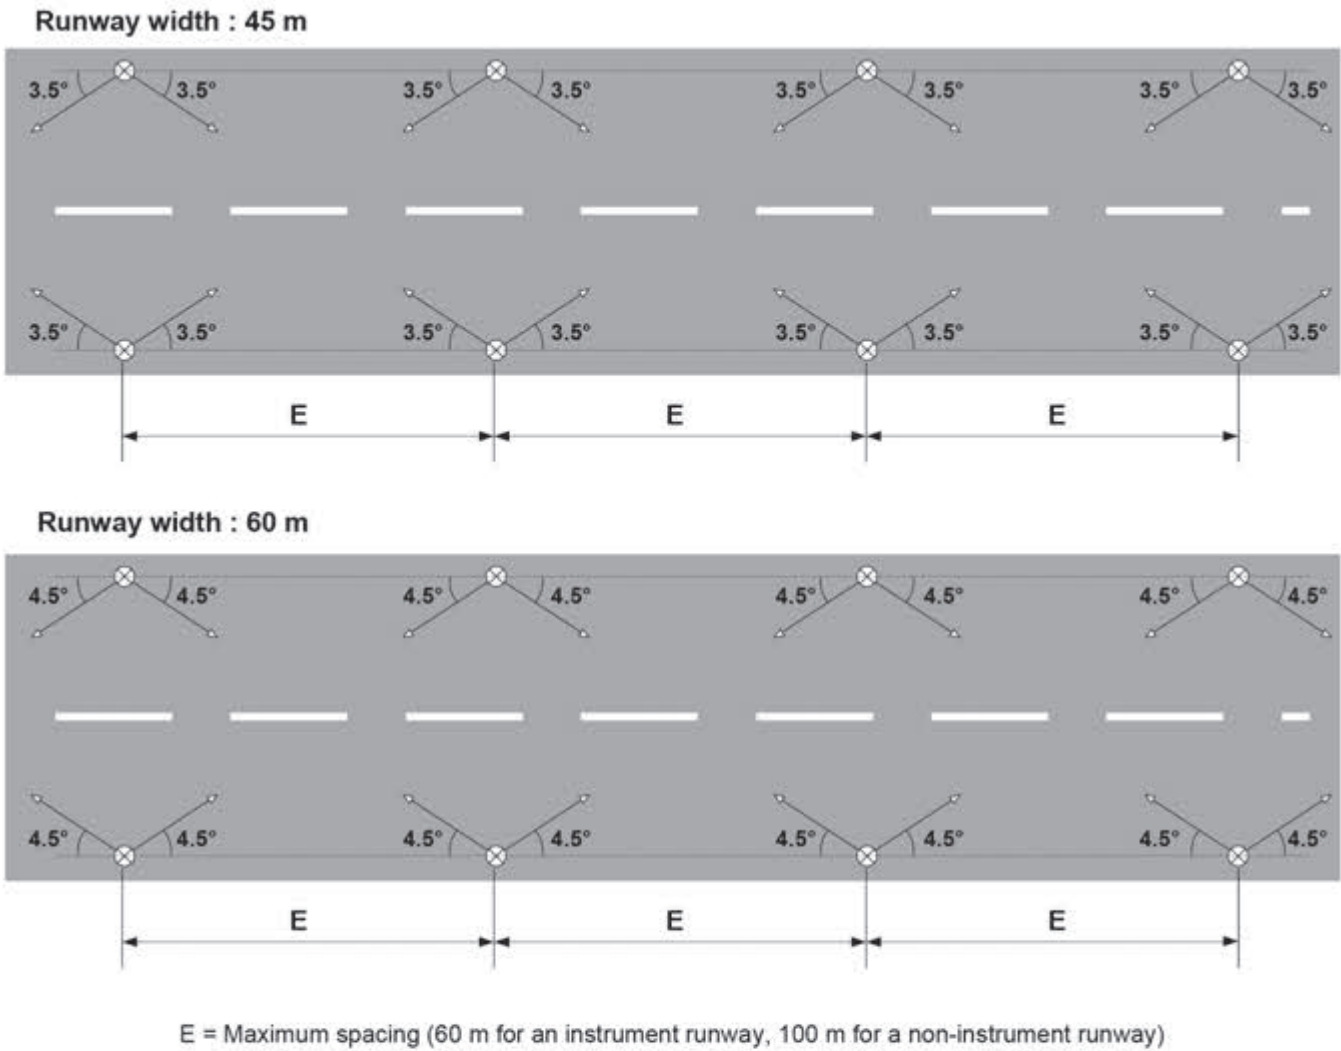 Runway width : 45 m
3.5° 3.5° 3.5° 3.5° 3.5° 3.5° 3.5° 3.5°
3.5° 3.5° 3.5° 3.5° 3.5° 3.5° 3.5° 3.5°
E E E
Runway width : 60 m
4.5° 4.5° 4.5° 4.5° 4.5° 4.5° 4.5° 4.5°
4.5° 4.5° 4.5° 4.5° 4.5° 4.5° 4.5° 4.5°
E E E
E = Maximum spacing (60 m for an instrument runway, 100 m for a non-instrument runway)